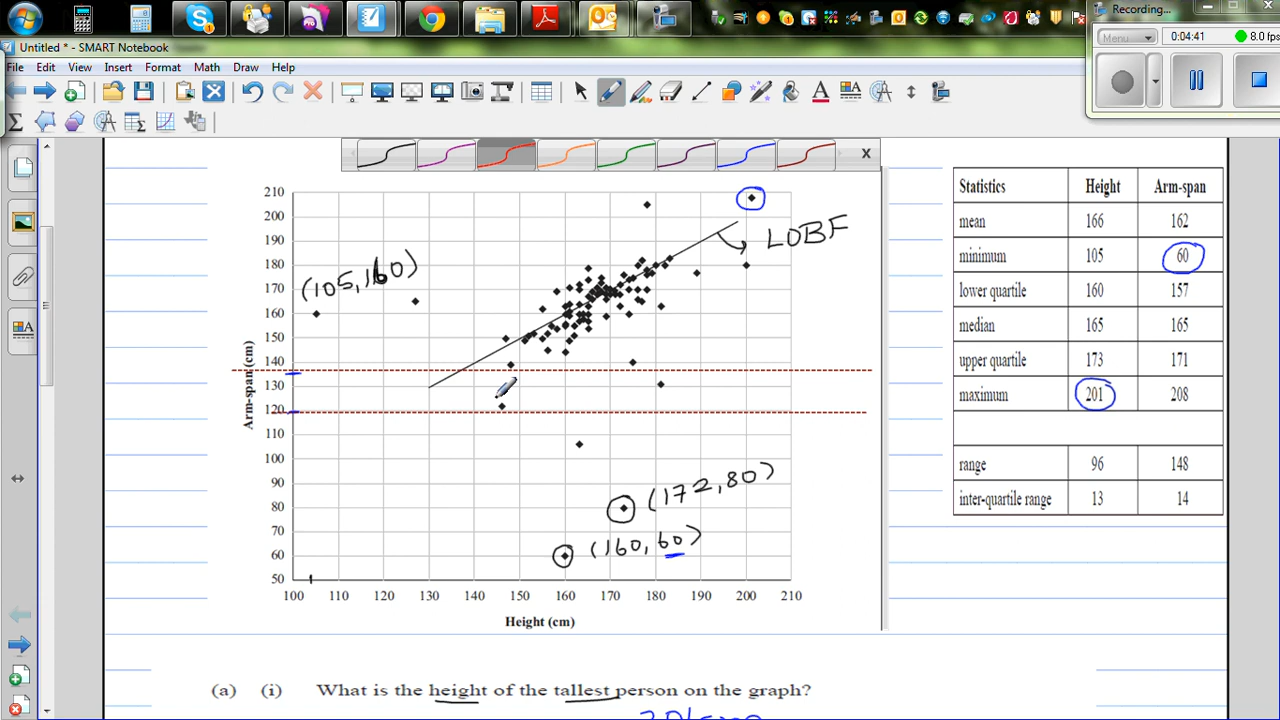 Recording...
Menu
0:04:41
8.0 fps
Untitled * - SMART Notebook
File Edit View Insert Format Math Draw Help
X
210
200
190
180
170
160
150
140
130
120
110
100
90
80
70
60
50
Arm-span (cm)
100 110 120 130 140 150 160 170 180 190 200 210
Height (cm)
(105,160)
LOBF
(172,80)
(160,60)
Statistics Height Arm-span
mean 166 162
minimum 105 60
lower quartile 160 157
median 165 165
upper quartile 173 171
maximum 201 208
range 96 148
inter-quartile range 13 14
(a) (i) What is the height of the tallest person on the graph?